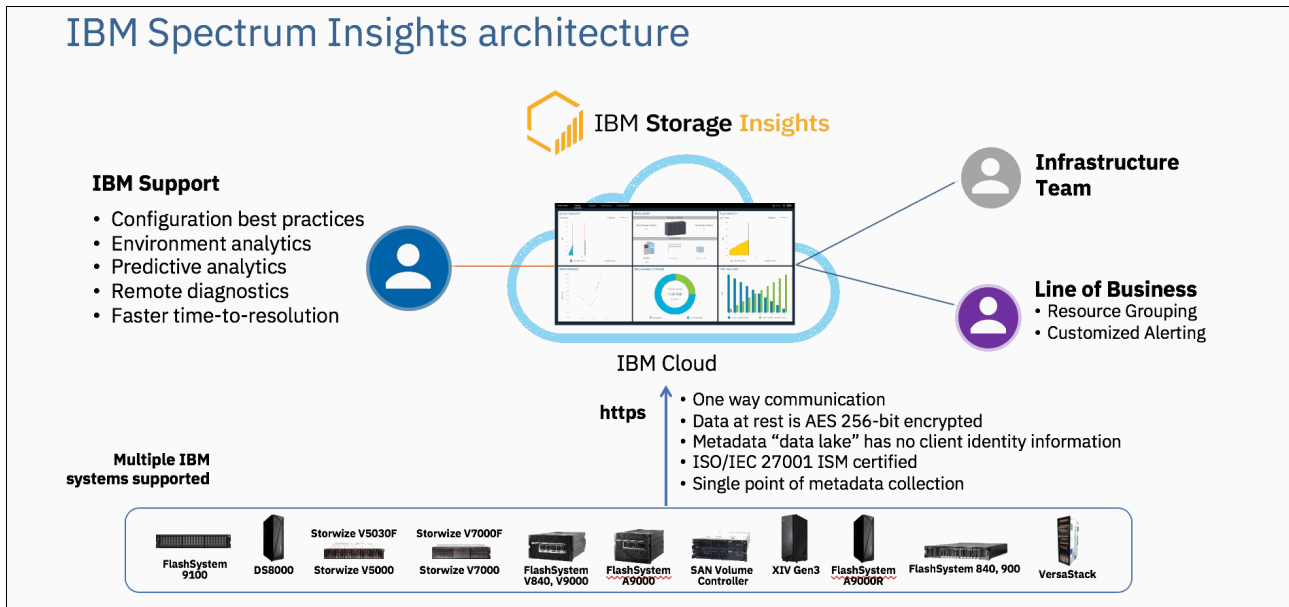 IBM Spectrum Insights architecture
IBM Storage Insights
IBM Support
• Configuration best practices
• Environment analytics
• Predictive analytics
• Remote diagnostics
• Faster time-to-resolution
Infrastructure
Team
Line of Business
• Resource Grouping
• Customized Alerting
IBM Cloud
https
• One way communication
• Data at rest is AES 256-bit encrypted
• Metadata “data lake” has no client identity information
• ISO/IEC 27001 ISM certified
• Single point of metadata collection
Multiple IBM
systems supported
FlashSystem
9100
DS8000
Storwize V5030F
Storwize V5000
Storwize V7000F
Storwize V7000
FlashSystem
V840, V9000
FlashSystem
A9000
SAN Volume
Controller
XIV Gen3
FlashSystem
A9000R
FlashSystem 840, 900
VersaStack